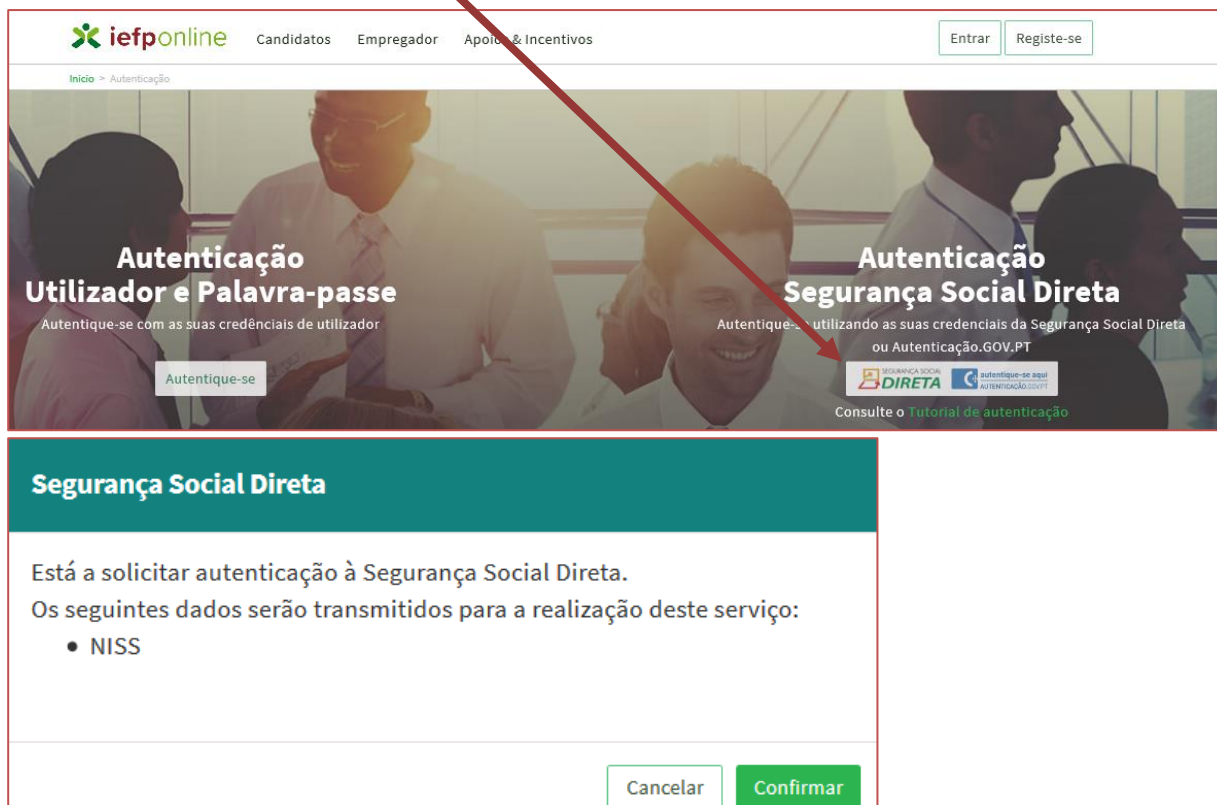 iefponline Candidatos Empregador Apoios & Incentivos Entrar Registe-se
Início > Autenticação
Autenticação
Utilizador e Palavra-passe
Autentique-se com as suas credênciais de utilizador
Autentique-se
Autenticação
Segurança Social Direta
Autentique-se utilizando as suas credenciais da Segurança Social Direta
ou Autenticação.GOV.PT
SEGURANÇA SOCIAL
DIRETA
autentique-se aqui
AUTENTICAÇÃO.GOV.PT
Consulte o Tutorial de autenticação
Segurança Social Direta
Está a solicitar autenticação à Segurança Social Direta.
Os seguintes dados serão transmitidos para a realização deste serviço:
• NISS
Cancelar Confirmar